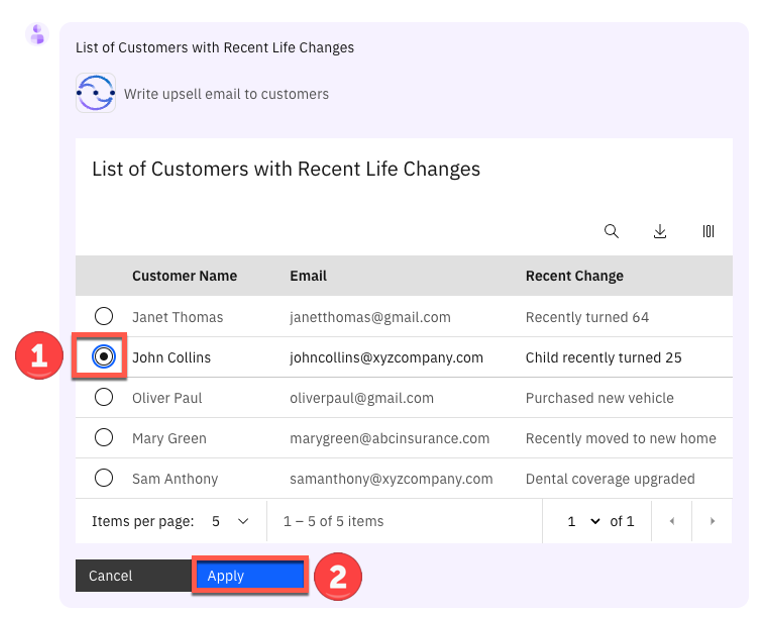 List of Customers with Recent Life Changes
Write upsell email to customers
List of Customers with Recent Life Changes
Customer Name Email Recent Change
Janet Thomas janetthomas@gmail.com Recently turned 64
1 John Collins johncollins@xyzcompany.com Child recently turned 25
Oliver Paul oliverpaul@gmail.com Purchased new vehicle
Mary Green marygreen@abcinsurance.com Recently moved to new home
Sam Anthony samanthony@xyzcompany.com Dental coverage upgraded
Items per page: 5 1 – 5 of 5 items 1 of 1
Cancel Apply 2